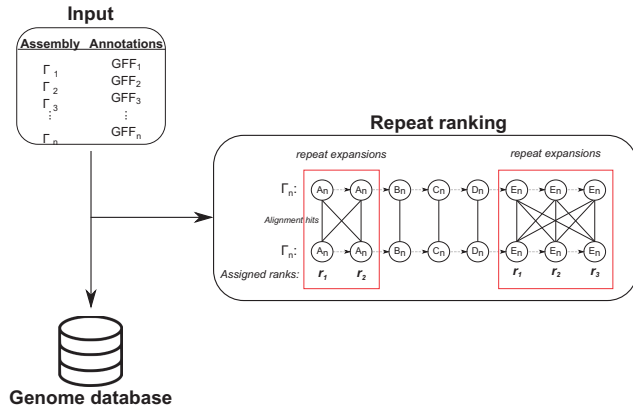 Input
Assembly Annotations
Γ1 GFF1
Γ2 GFF2
Γ3 GFF3
⋮ ⋮
Γn GFFn
Repeat ranking
repeat expansions repeat expansions
Γn: An An Bn Cn Dn En En En
Alignment hits
Γn: An An Bn Cn Dn En En En
Assigned ranks: r1 r2 r1 r2 r3
Genome database